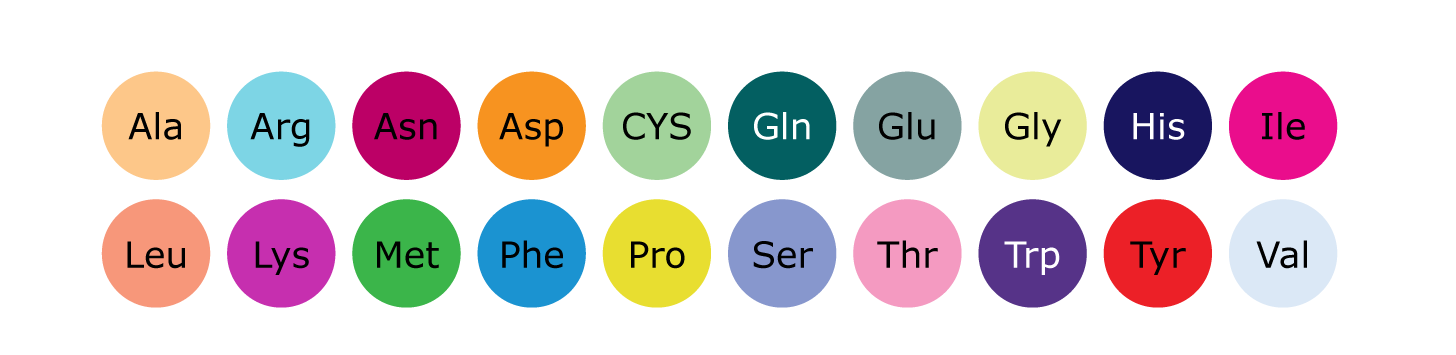 Ala Arg Asn Asp CYS Gln Glu Gly His Ile
Leu Lys Met Phe Pro Ser Thr Trp Tyr Val